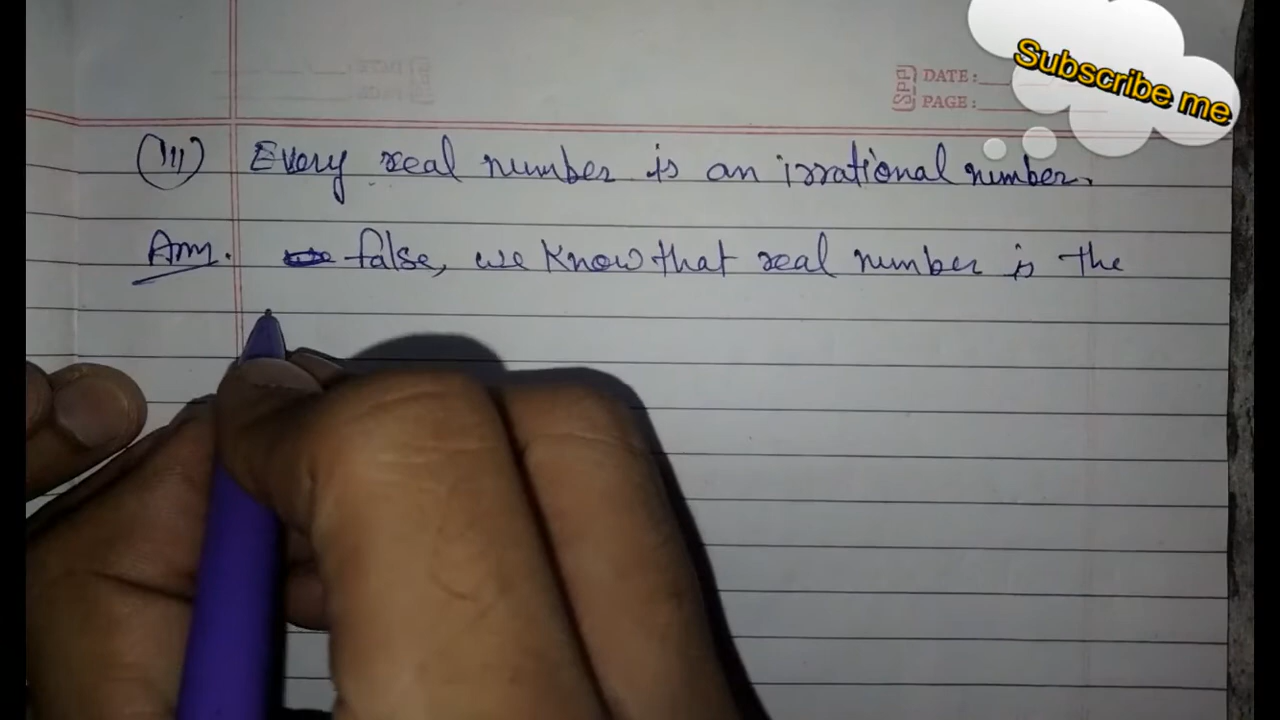 Subscribe me
SPL DATE:
PAGE:
(iii) Every real number is an irrational number.
Ans. false, we know that real number is the